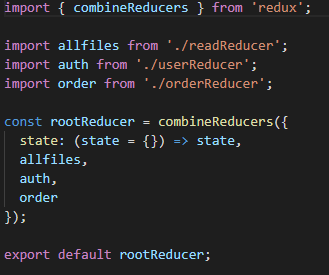 import { combineReducers } from 'redux';
import allfiles from './readReducer';
import auth from './userReducer';
import order from './orderReducer';
const rootReducer = combineReducers({
state: (state = {}) => state,
allfiles,
auth,
order
});
export default rootReducer;